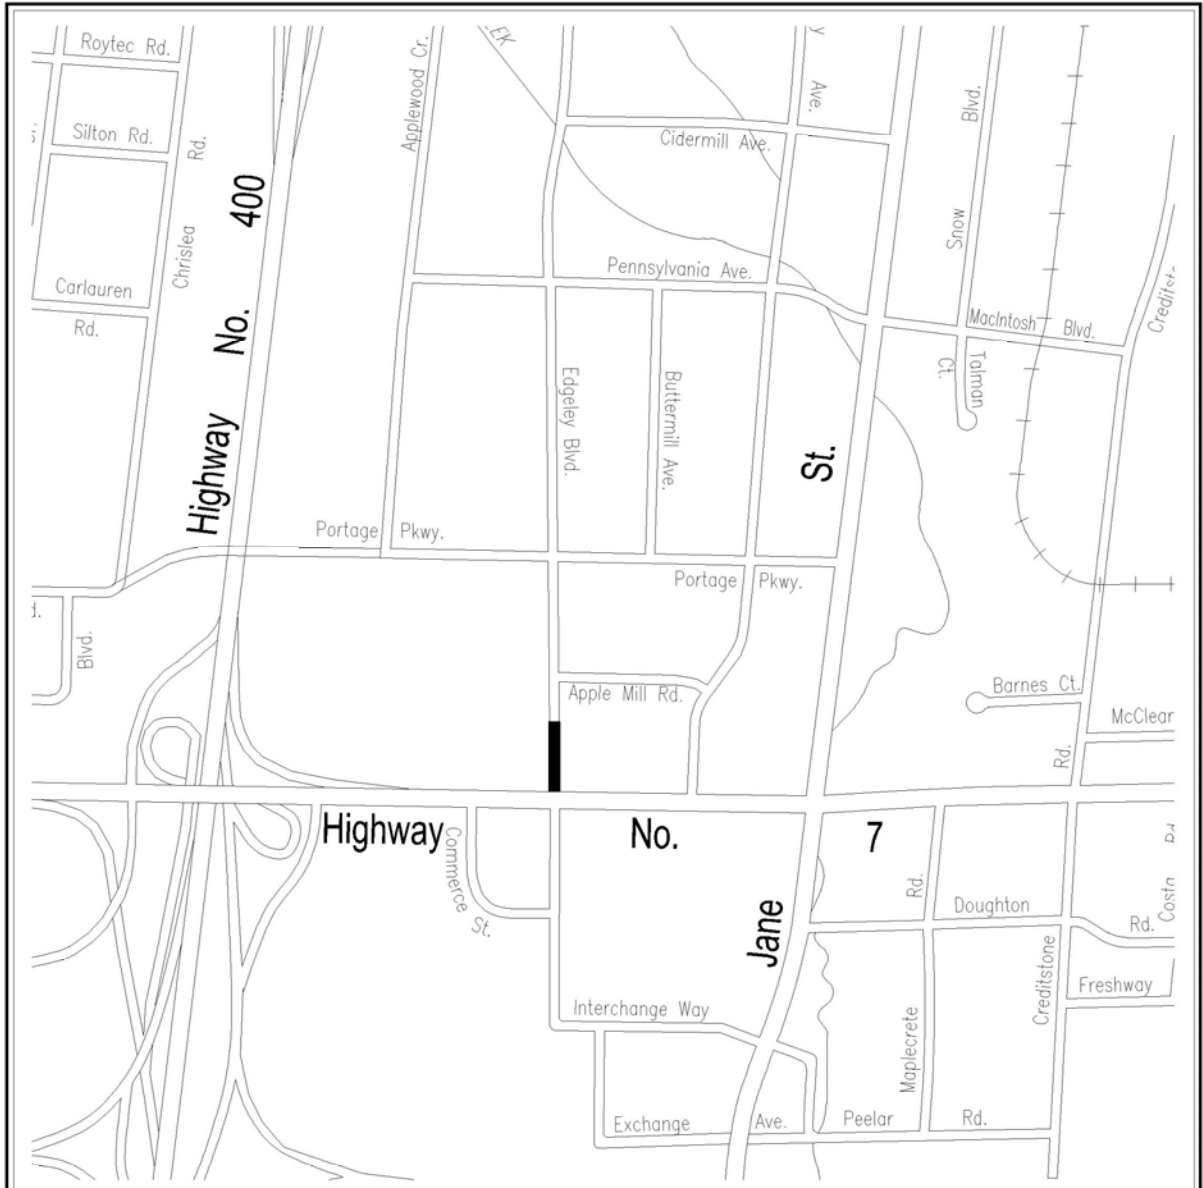 Roytec Rd.
Silton Rd.
Chrislea Rd.
Carlauren
Rd.
Highway No. 400
Applewood Cr.
EK
Cidermill Ave.
y Ave.
Snow Blvd.
Pennsylvania Ave.
MacIntosh Blvd.
Talman
Ct.
Edgeley Blvd.
Buttermill Ave.
Jane St.
Portage Pkwy.
Portage Pkwy.
Blvd.
Apple Mill Rd.
Barnes Ct.
McClear
Creditstone Rd.
Highway No. 7
Commerce St.
Maplecrete Rd.
Doughton Rd.
Costa Rd
Freshway
Interchange Way
Exchange Ave.
Peelar Rd.